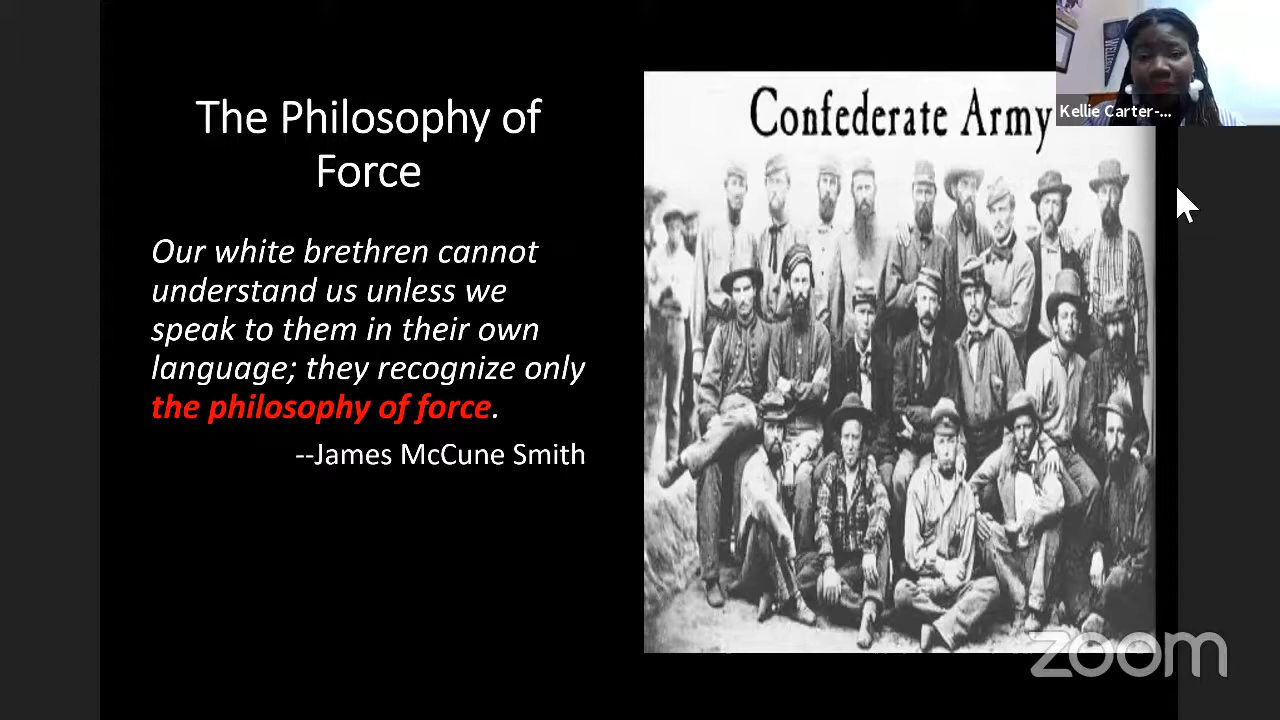 The Philosophy of
Force
Our white brethren cannot
understand us unless we
speak to them in their own
language; they recognize only
the philosophy of force.
--James McCune Smith
Confederate Army
Kellie Carter-...
WELLESLEY
zoom